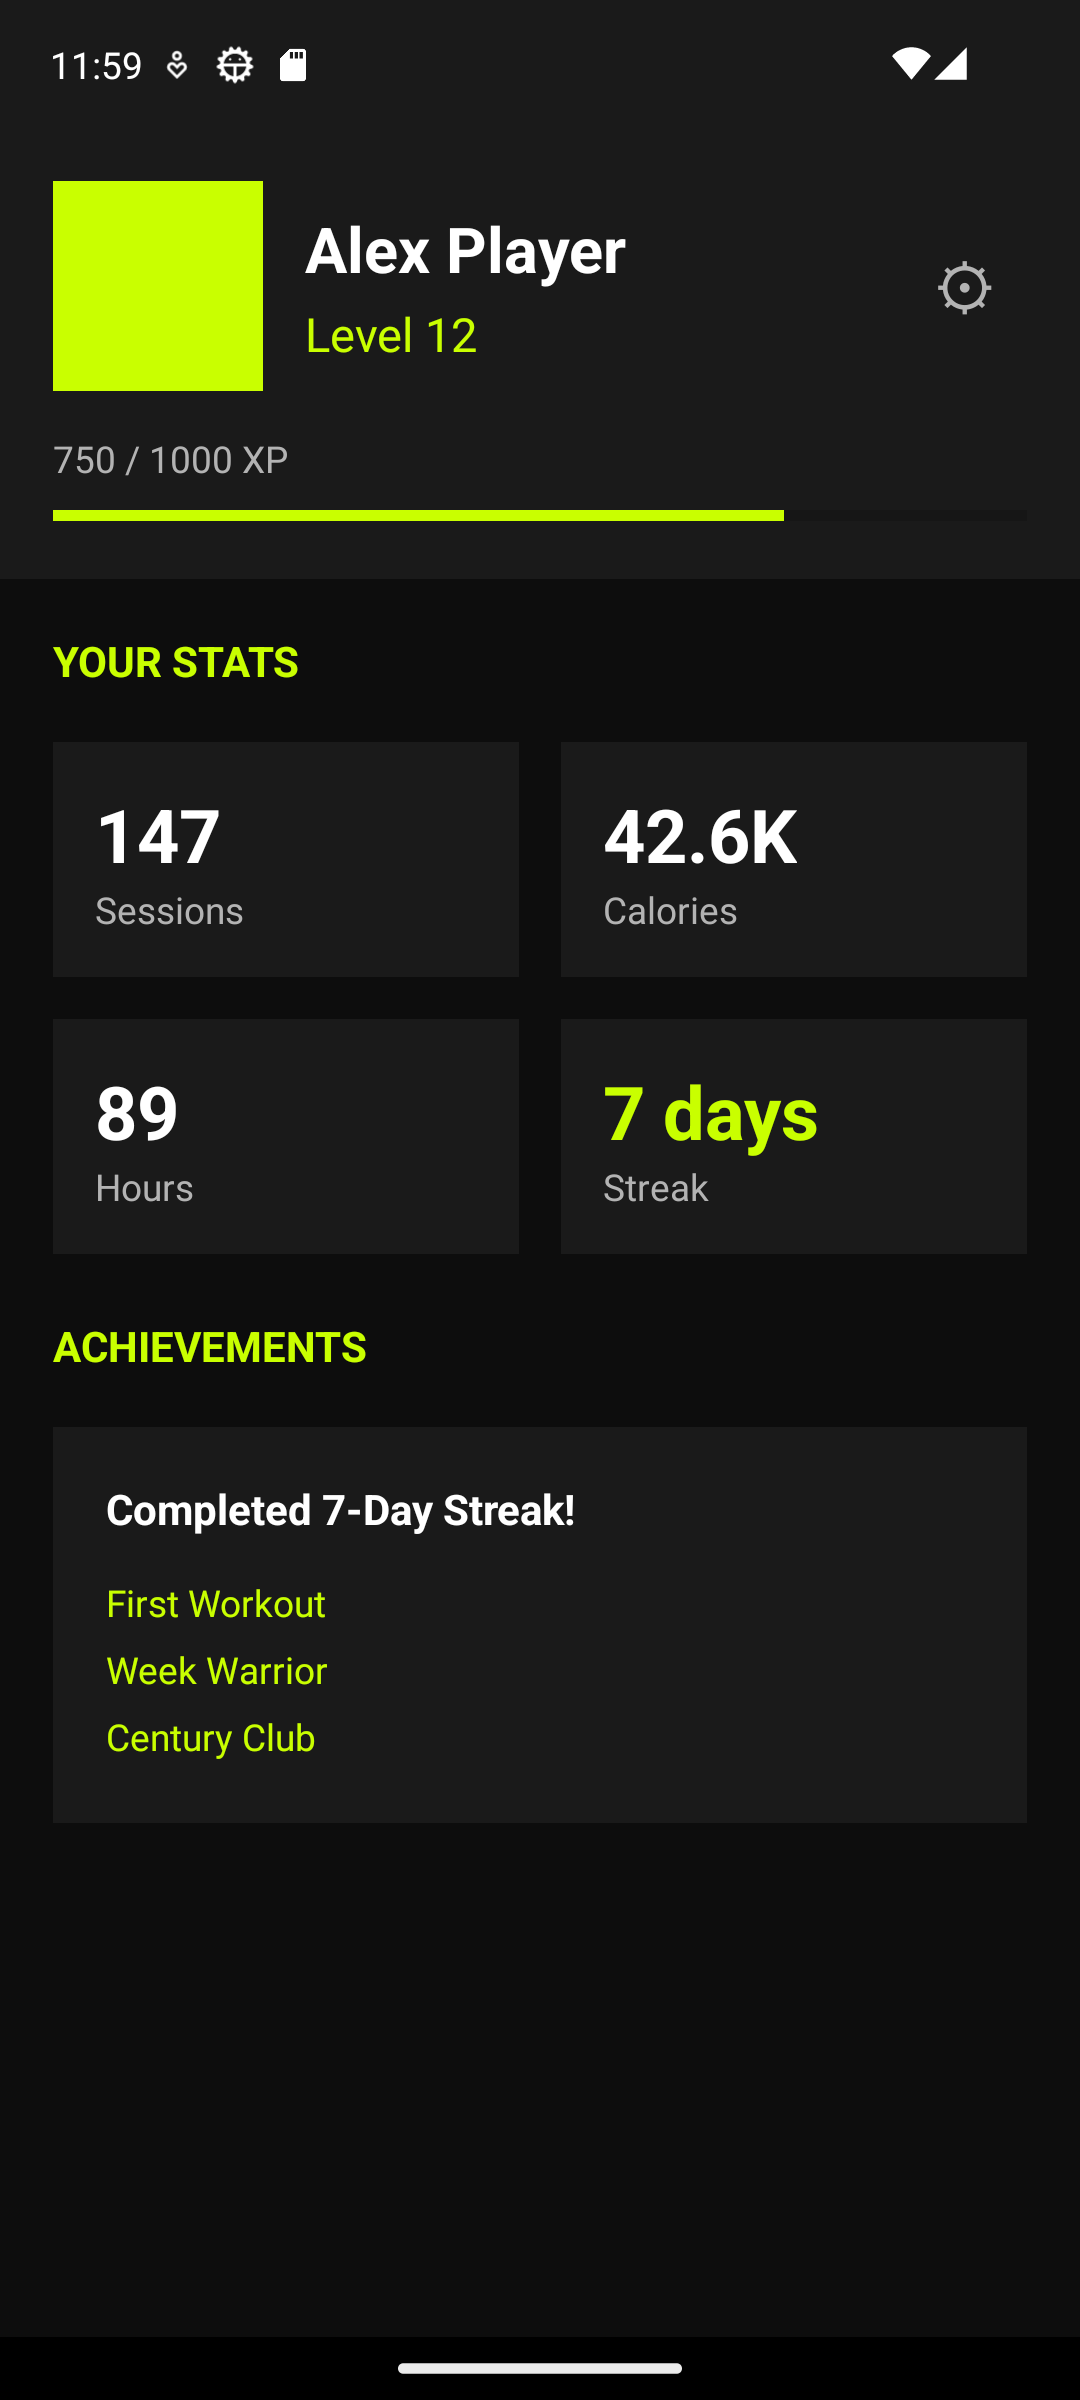 11:59
Alex Player
Level 12
750 / 1000 XP
YOUR STATS
147
Sessions
42.6K
Calories
89
Hours
7 days
Streak
ACHIEVEMENTS
Completed 7-Day Streak!
First Workout
Week Warrior
Century Club